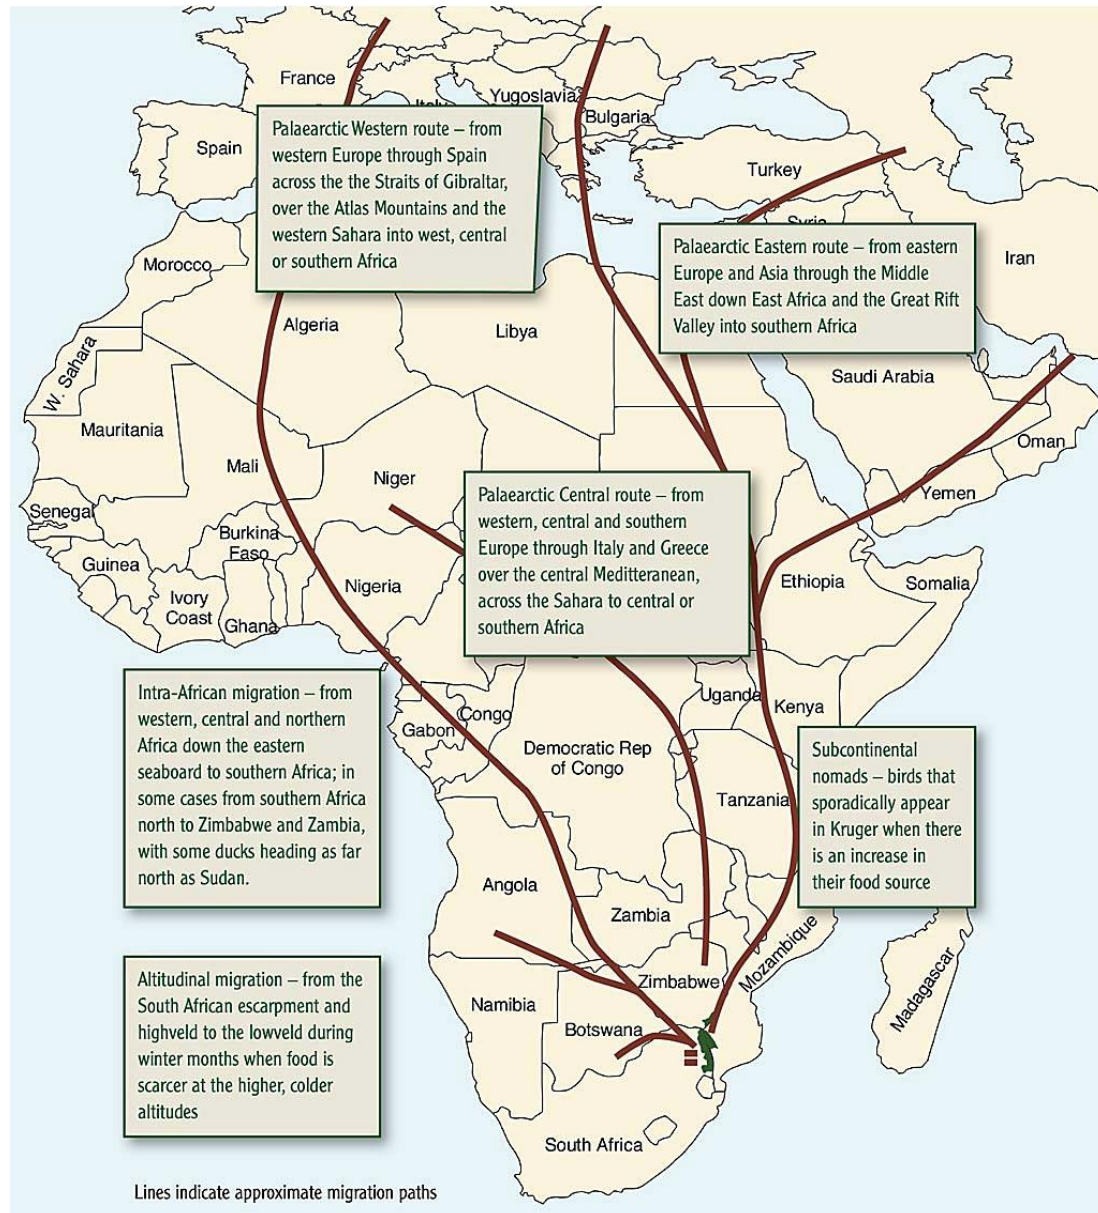 France
Italy
Yugoslavia
Bulgaria
Spain
Turkey
Syria
Iran
Palaearctic Western route – from
western Europe through Spain
across the the Straits of Gibraltar,
over the Atlas Mountains and the
western Sahara into west, central
or southern Africa
Palaearctic Eastern route – from eastern
Europe and Asia through the Middle
East down East Africa and the Great Rift
Valley into southern Africa
Morocco
Algeria
Libya
W. Sahara
Saudi Arabia
Oman
Yemen
Mauritania
Mali
Niger
Senegal
Burkina
Faso
Guinea
Ivory
Coast
Ghana
Nigeria
Palaearctic Central route – from
western, central and southern
Europe through Italy and Greece
over the central Meditteranean,
across the Sahara to central or
southern Africa
Ethiopia
Somalia
Intra-African migration – from
western, central and northern
Africa down the eastern
seaboard to southern Africa; in
some cases from southern Africa
north to Zimbabwe and Zambia,
with some ducks heading as far
north as Sudan.
Gabon
Congo
Democratic Rep
of Congo
Uganda
Kenya
Tanzania
Subcontinental
nomads – birds that
sporadically appear
in Kruger when there
is an increase in
their food source
Angola
Zambia
Zimbabwe
Mozambique
Madagascar
Namibia
Botswana
South Africa
Altitudinal migration – from the
South African escarpment and
highveld to the lowveld during
winter months when food is
scarcer at the higher, colder
altitudes
Lines indicate approximate migration paths